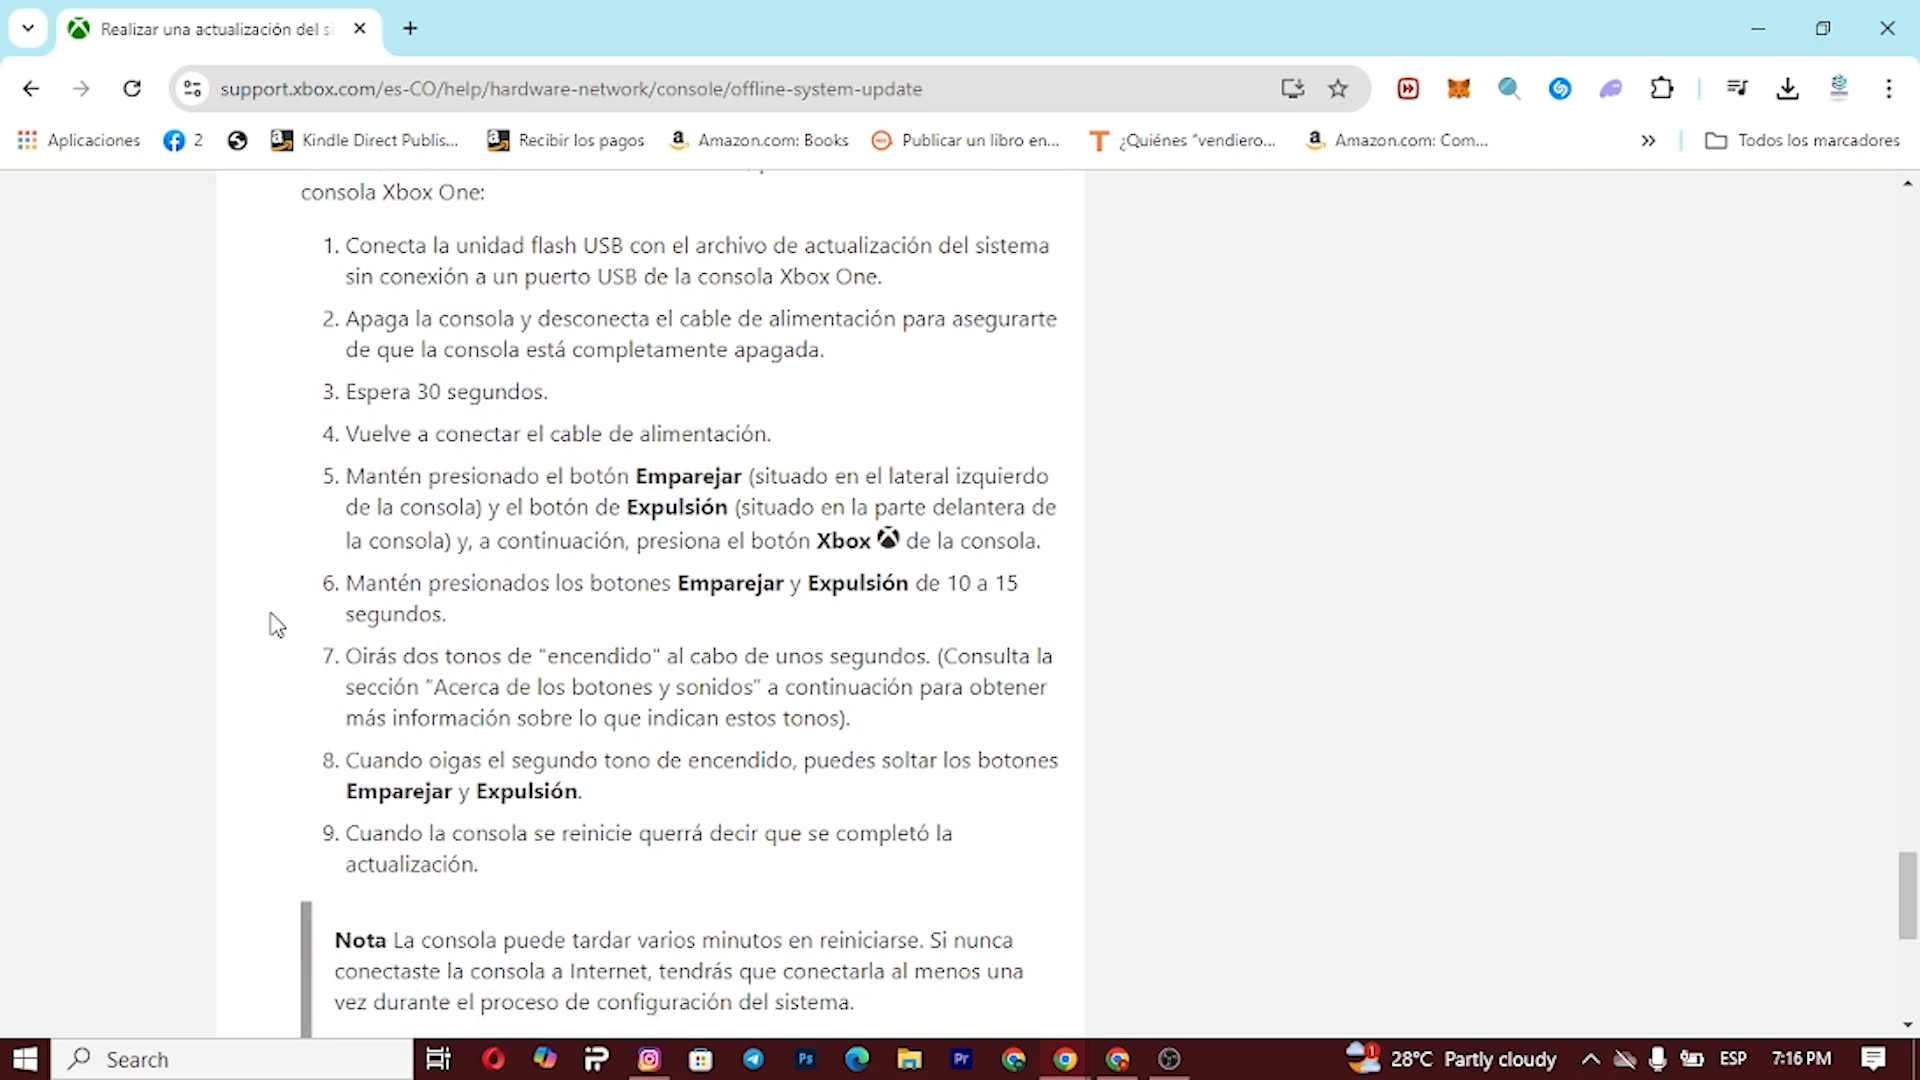 Realizar una actualización del si
support.xbox.com/es-CO/help/hardware-network/console/offline-system-update
Aplicaciones
2
Kindle Direct Publis...
Recibir los pagos
Amazon.com: Books
Publicar un libro en...
¿Quiénes "vendiero...
Amazon.com: Com...
Todos los marcadores
consola Xbox One:
1. Conecta la unidad flash USB con el archivo de actualización del sistema
sin conexión a un puerto USB de la consola Xbox One.
2. Apaga la consola y desconecta el cable de alimentación para asegurarte
de que la consola está completamente apagada.
3. Espera 30 segundos.
4. Vuelve a conectar el cable de alimentación.
5. Mantén presionado el botón Emparejar (situado en el lateral izquierdo
de la consola) y el botón de Expulsión (situado en la parte delantera de
la consola) y, a continuación, presiona el botón Xbox de la consola.
6. Mantén presionados los botones Emparejar y Expulsión de 10 a 15
segundos.
7. Oirás dos tonos de "encendido" al cabo de unos segundos. (Consulta la
sección "Acerca de los botones y sonidos" a continuación para obtener
más información sobre lo que indican estos tonos).
8. Cuando oigas el segundo tono de encendido, puedes soltar los botones
Emparejar y Expulsión.
9. Cuando la consola se reinicie querrá decir que se completó la
actualización.
Nota La consola puede tardar varios minutos en reiniciarse. Si nunca
conectaste la consola a Internet, tendrás que conectarla al menos una
vez durante el proceso de configuración del sistema.
Search
Ps
Pr
1
28°C Partly cloudy
ESP
7:16 PM